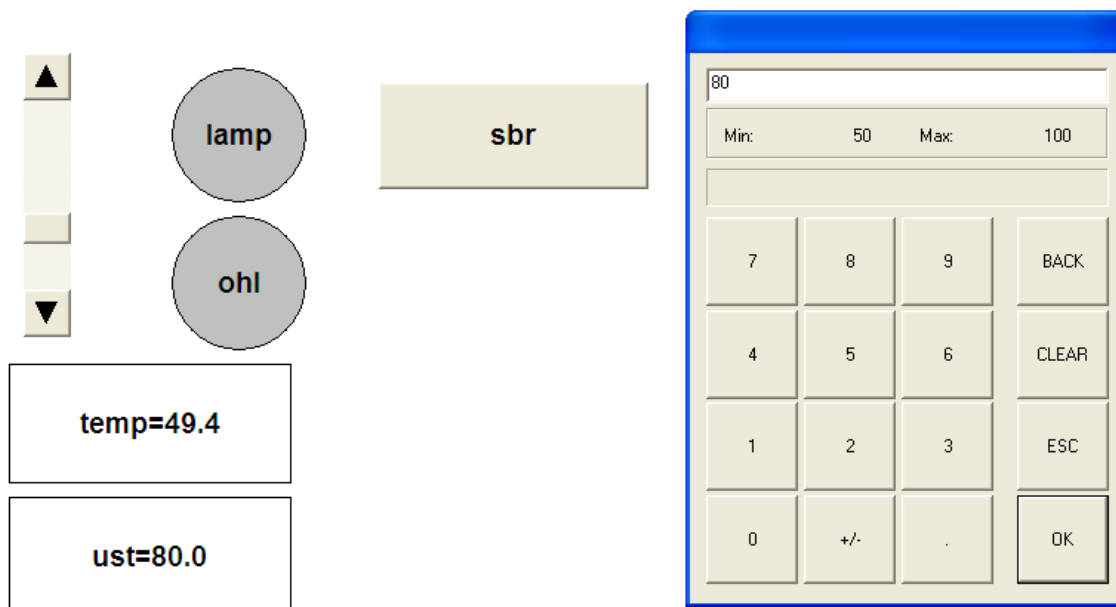 ▲
lamp
ohl
▼
temp=49.4
ust=80.0
sbr
80
Min: 50 Max: 100
7 8 9 BACK
4 5 6 CLEAR
1 2 3 ESC
0 +/- . OK